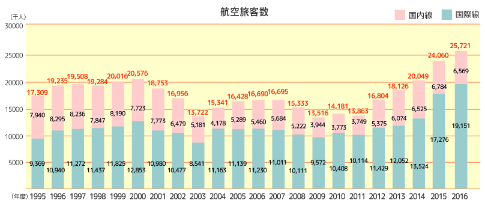 航空旅客数
国内線 国際線
(千人)
30000
25000
20000
15000
10000
5000
17,309 19,235 19,508 19,284 20,016 20,576 18,753 16,956 13,722 15,341 16,428 16,690 16,695 15,333 13,516 14,181 13,863 16,804 18,126 20,049 24,060 25,721
7,940 8,295 8,236 7,847 8,190 7,723 7,773 6,479 5,181 4,178 5,289 5,460 5,684 5,222 3,944 3,773 3,749 5,375 6,074 6,525 6,784 6,569
9,369 10,940 11,272 11,437 11,825 12,853 10,980 10,477 8,541 11,163 11,139 11,230 11,011 10,111 9,572 10,408 10,114 11,429 12,052 13,524 17,276 19,151
(年度) 1995 1996 1997 1998 1999 2000 2001 2002 2003 2004 2005 2006 2007 2008 2009 2010 2011 2012 2013 2014 2015 2016